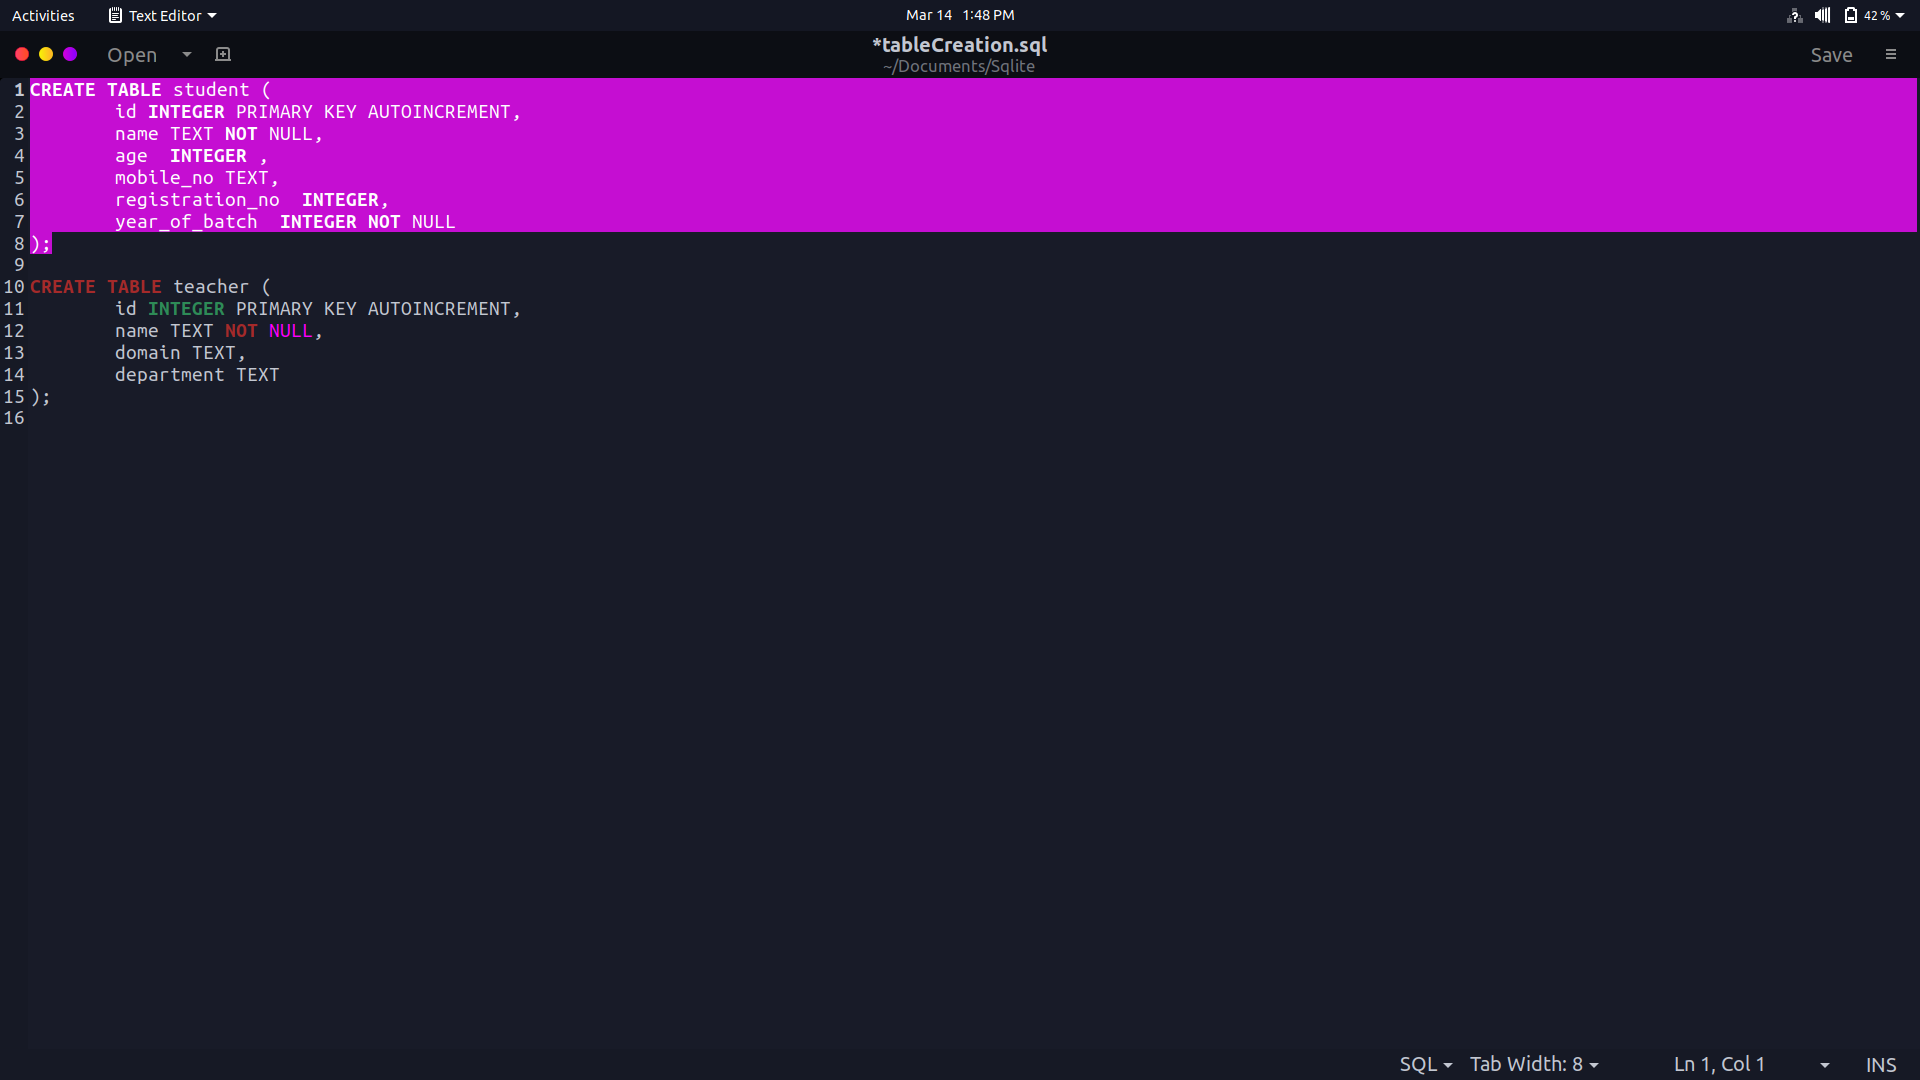 Activities Text Editor Mar 14 1:48 PM 42 %
Open *tableCreation.sql Save
~/Documents/Sqlite
1 CREATE TABLE student (
2 id INTEGER PRIMARY KEY AUTOINCREMENT,
3 name TEXT NOT NULL,
4 age  INTEGER ,
5 mobile_no TEXT,
6 registration_no  INTEGER,
7 year_of_batch  INTEGER NOT NULL
8 );
9
10 CREATE TABLE teacher (
11 id INTEGER PRIMARY KEY AUTOINCREMENT,
12 name TEXT NOT NULL,
13 domain TEXT,
14 department TEXT
15 );
16
SQL Tab Width: 8 Ln 1, Col 1 INS